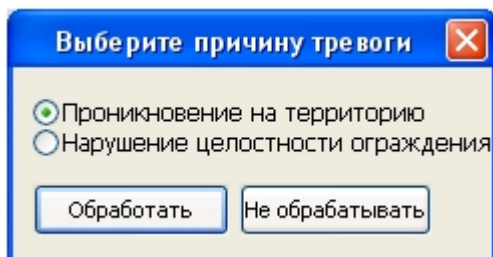 Выберите причину тревоги
Проникновение на территорию
Нарушение целостности ограждения
Обработать
Не обрабатывать